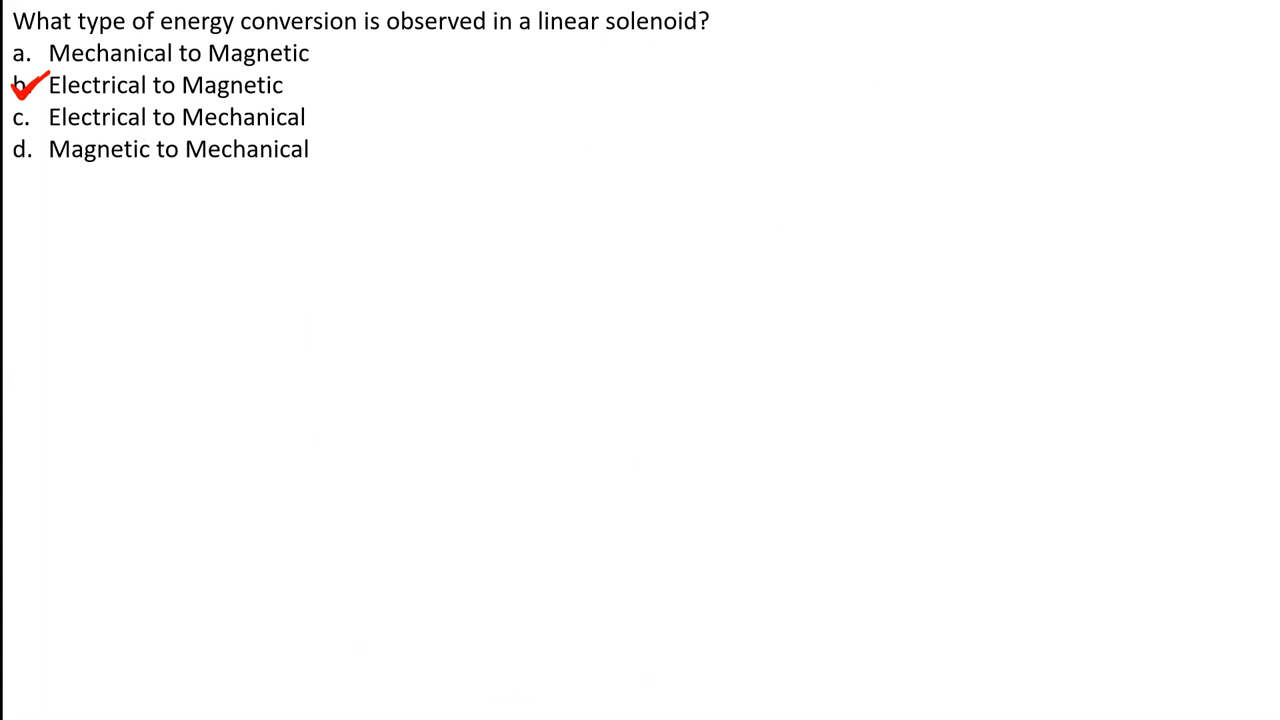 What type of energy conversion is observed in a linear solenoid?
a. Mechanical to Magnetic
b. Electrical to Magnetic
c. Electrical to Mechanical
d. Magnetic to Mechanical